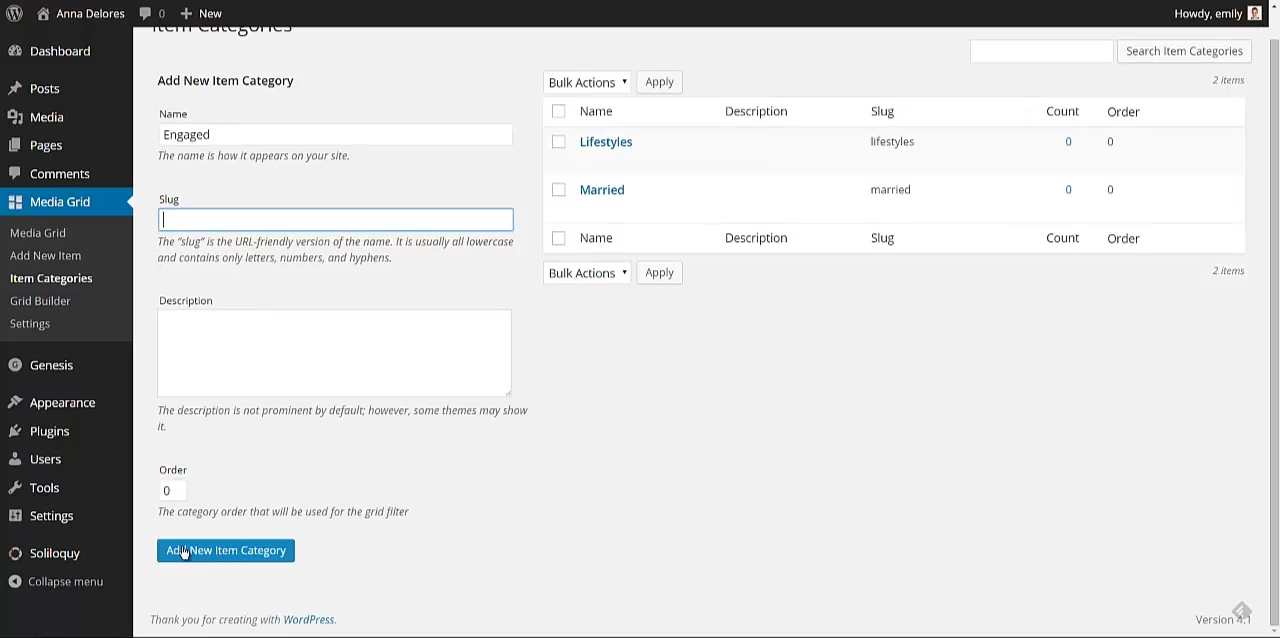 Anna Delores 0 New Howdy, emily
Dashboard
Posts
Media
Pages
Comments
Media Grid
Media Grid
Add New Item
Item Categories
Grid Builder
Settings
Genesis
Appearance
Plugins
Users
Tools
Settings
Soliloquy
Collapse menu
Item Categories
Search Item Categories
Add New Item Category
Name
Engaged
The name is how it appears on your site.
Slug
The “slug” is the URL-friendly version of the name. It is usually all lowercase
and contains only letters, numbers, and hyphens.
Description
The description is not prominent by default; however, some themes may show
it.
Order
0
The category order that will be used for the grid filter
Add New Item Category
Bulk Actions Apply 2 items
Name Description Slug Count Order
Lifestyles lifestyles 0 0
Married married 0 0
Name Description Slug Count Order
Bulk Actions Apply 2 items
Thank you for creating with WordPress. Version 4.1